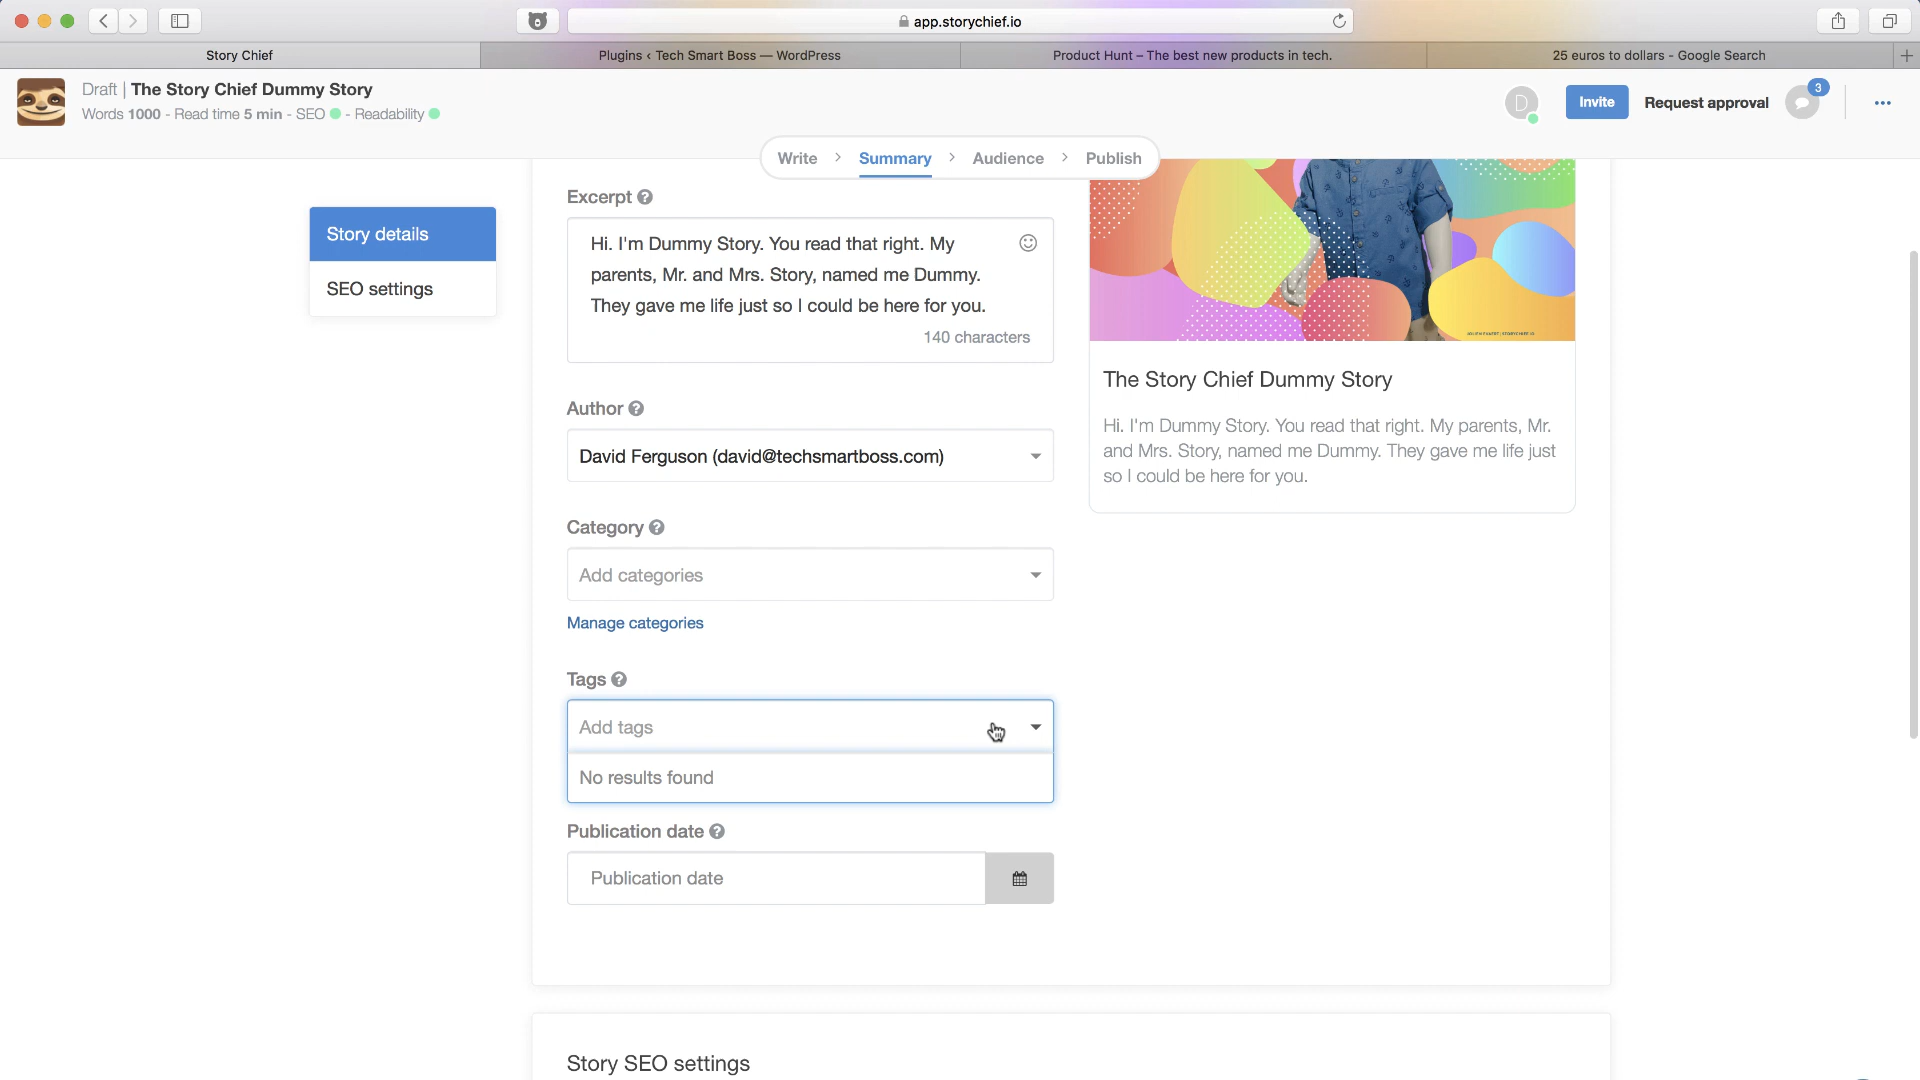 app.storychief.io
Story Chief
Plugins ‹ Tech Smart Boss — WordPress
Product Hunt – The best new products in tech.
25 euros to dollars - Google Search
Draft | The Story Chief Dummy Story
Words 1000 - Read time 5 min - SEO - Readability
D
Invite
Request approval
3
Write
Summary
Audience
Publish
Story details
SEO settings
Excerpt
Hi. I'm Dummy Story. You read that right. My
parents, Mr. and Mrs. Story, named me Dummy.
They gave me life just so I could be here for you.
140 characters
Author
David Ferguson (david@techsmartboss.com)
Category
Add categories
Manage categories
Tags
Add tags
No results found
Publication date
Publication date
The Story Chief Dummy Story
Hi. I'm Dummy Story. You read that right. My parents, Mr.
and Mrs. Story, named me Dummy. They gave me life just
so I could be here for you.
Story SEO settings